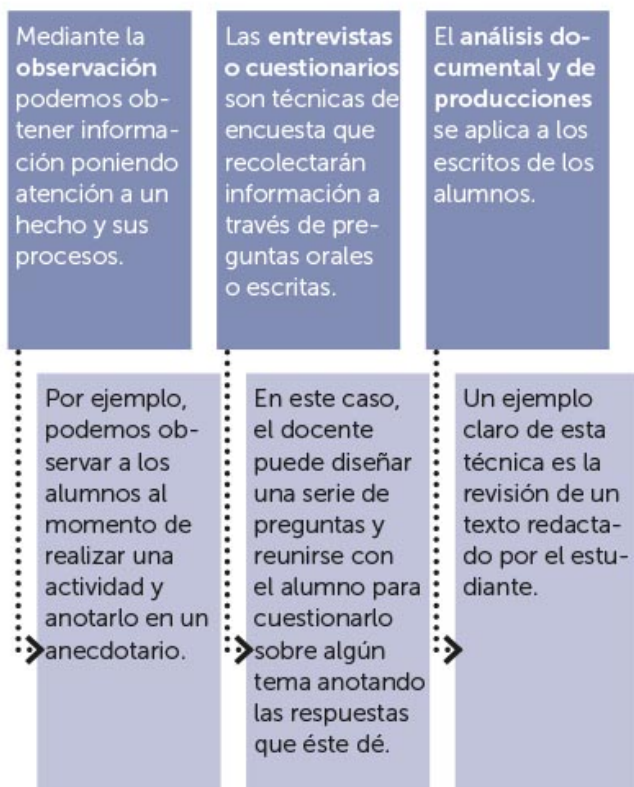 Mediante la
observación
podemos ob-
tener informa-
ción poniendo
atención a un
hecho y sus
procesos.
Las entrevistas
o cuestionarios
son técnicas de
encuesta que
recolectarán
información a
través de pre-
guntas orales
o escritas.
El análisis do-
cumental y de
producciones
se aplica a los
escritos de los
alumnos.
Por ejemplo,
podemos ob-
servar a los
alumnos al
momento de
realizar una
actividad y
anotarlo en un
anecdotario.
En este caso,
el docente
puede diseñar
una serie de
preguntas y
reunirse con
el alumno para
cuestionarlo
sobre algún
tema anotando
las respuestas
que éste dé.
Un ejemplo
claro de esta
técnica es la
revisión de un
texto redacta-
do por el estu-
diante.